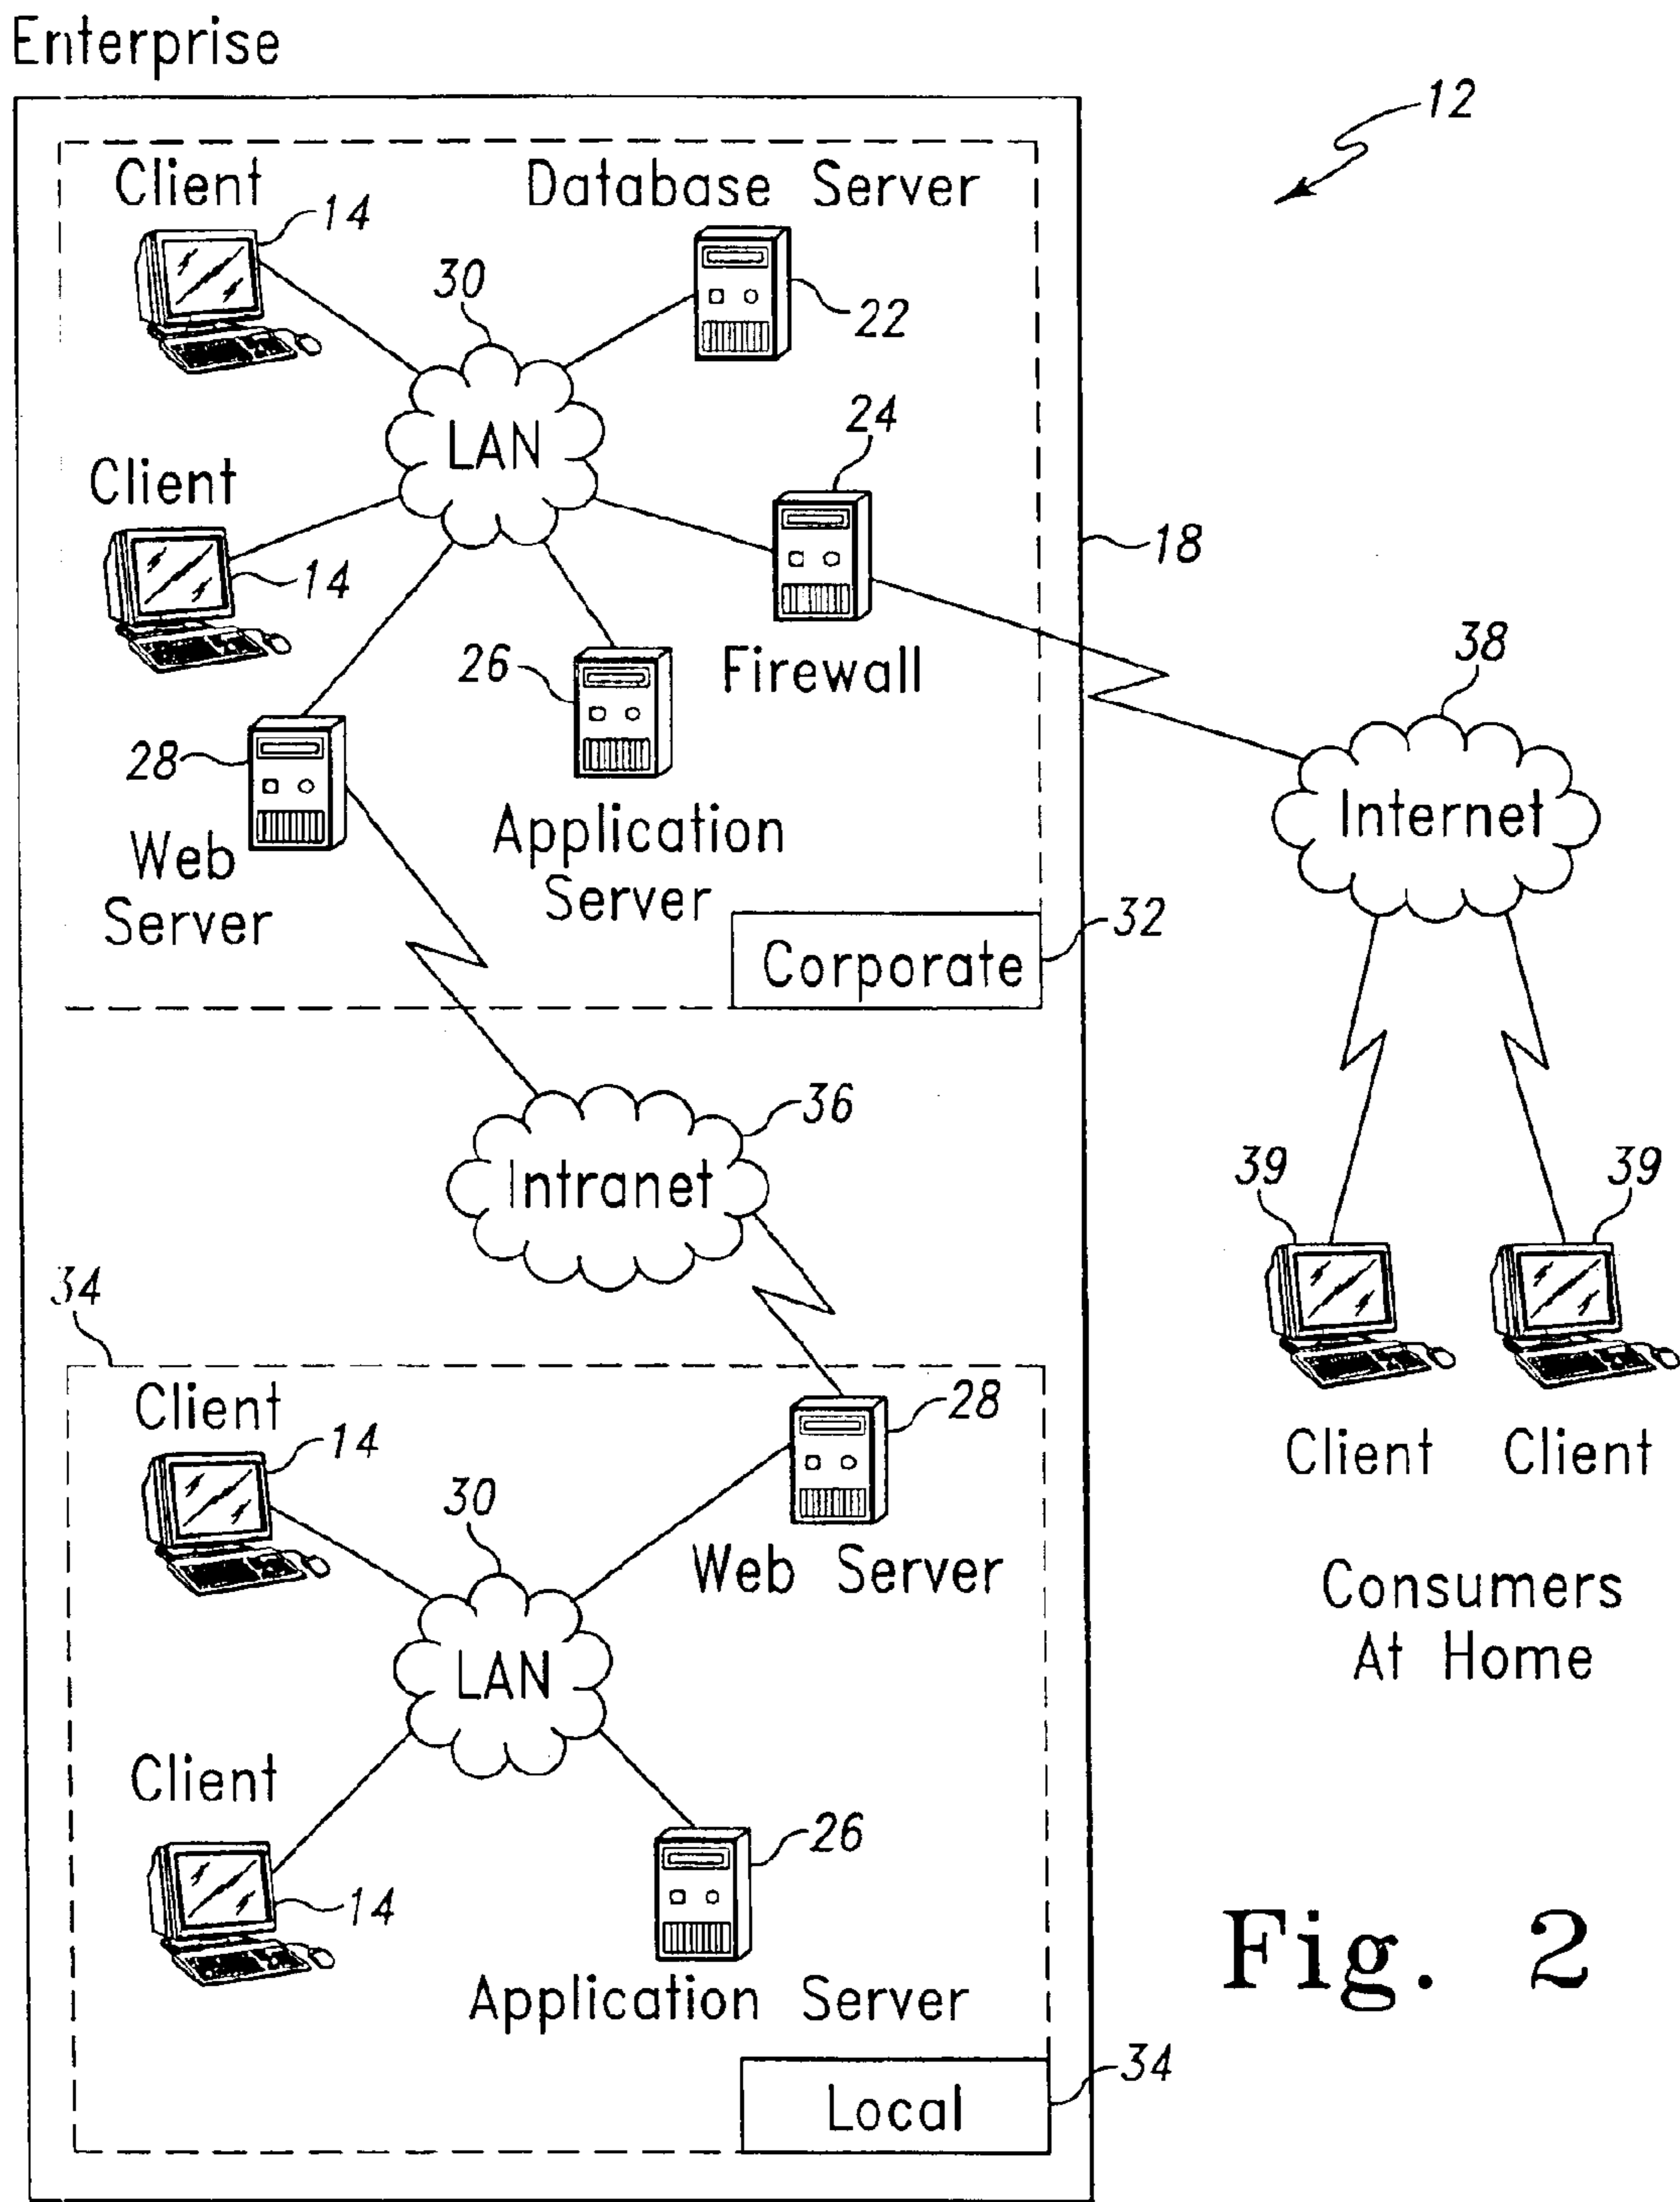 Enterprise
12
Client
Database Server
14
30
22
LAN
24
Client
18
14
26
Firewall
38
28
Internet
Application
Server
Web
Server
32
Corporate
36
Intranet
39
39
34
Client
28
14
Client
Client
30
Web Server
LAN
Consumers
At Home
Client
26
14
Fig. 2
Application Server
34
Local